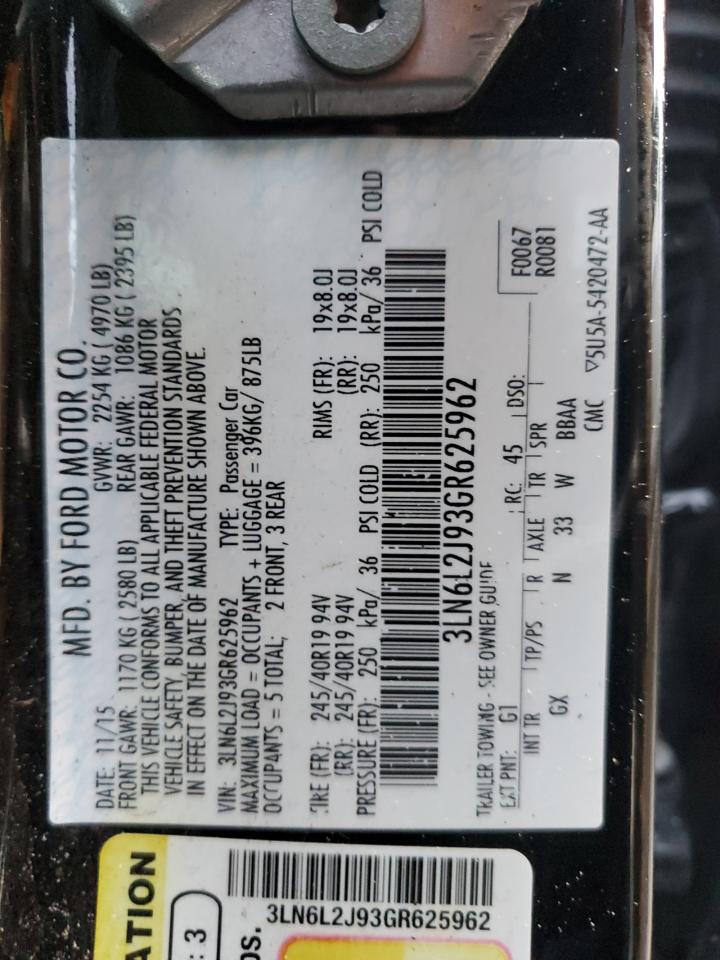 MFD. BY FORD MOTOR CO.
DATE: 11/15 GVWR: 2254 KG ( 4970 LB)
FRONT GAWR: 1170 KG ( 2580 LB) REAR GAWR: 1086 KG ( 2395 LB)
THIS VEHICLE CONFORMS TO ALL APPLICABLE FEDERAL MOTOR
VEHICLE SAFETY, BUMPER, AND THEFT PREVENTION STANDARDS
IN EFFECT ON THE DATE OF MANUFACTURE SHOWN ABOVE.
VIN: 3LN6L2J93GR625962 TYPE: Passenger Car
MAXIMUM LOAD = OCCUPANTS + LUGGAGE = 396KG/ 875LB
OCCUPANTS = 5 TOTAL; 2 FRONT, 3 REAR
TIRE (FR): 245/40R19 94V RIMS (FR): 19x8.0J
(RR): 245/40R19 94V (RR): 19x8.0J
PRESSURE (FR): 250 kPa/ 36 PSI COLD (RR): 250 kPa/ 36 PSI COLD
3LN6L2J93GR625962
TRAILER TOWING - SEE OWNER GUIDE
EXT PNT: G1 RC: 45 DSO:
F0067
R0081
INT TR TP/PS R AXLE TR SPR
GX N 33 W BBAA
CMC ▽5U5A-5420472-AA
ATION
: 3
3LN6L2J93GR625962
OS.